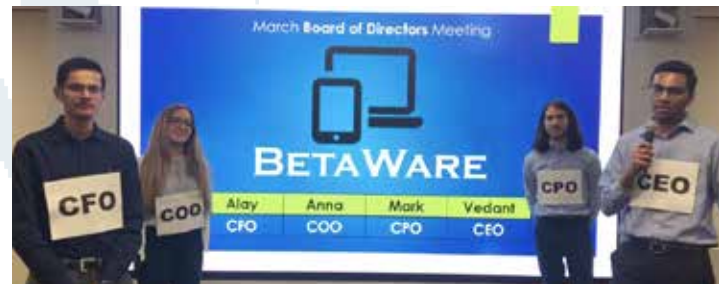 March Board of Directors Meeting
BETAWARE
Alay Anna Mark Vedant
CFO COO CPO CEO
CFO
COO
CPO
CEO